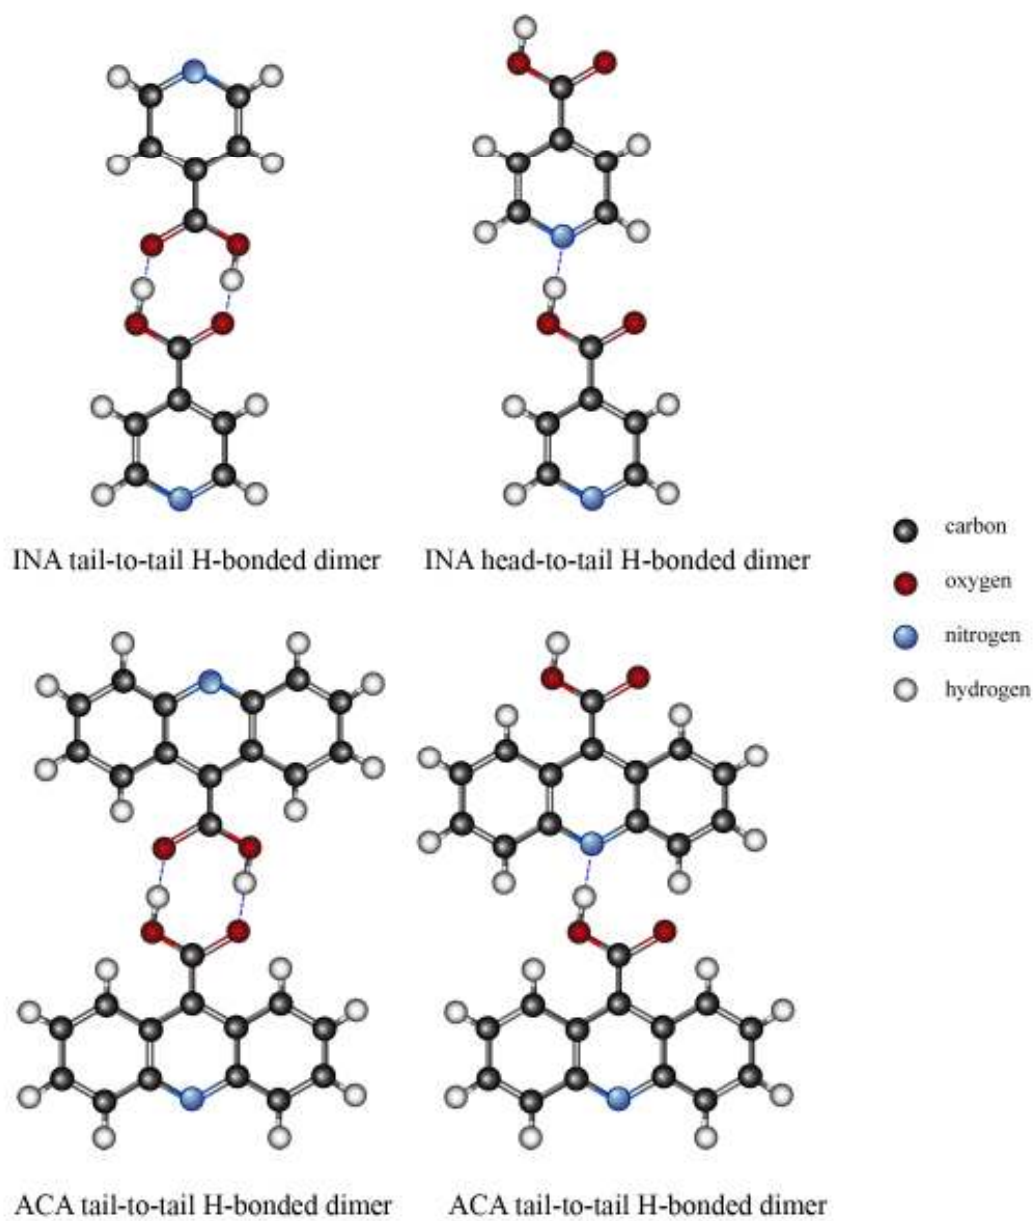 INA tail-to-tail H-bonded dimer
INA head-to-tail H-bonded dimer
carbon
oxygen
nitrogen
hydrogen
ACA tail-to-tail H-bonded dimer
ACA tail-to-tail H-bonded dimer